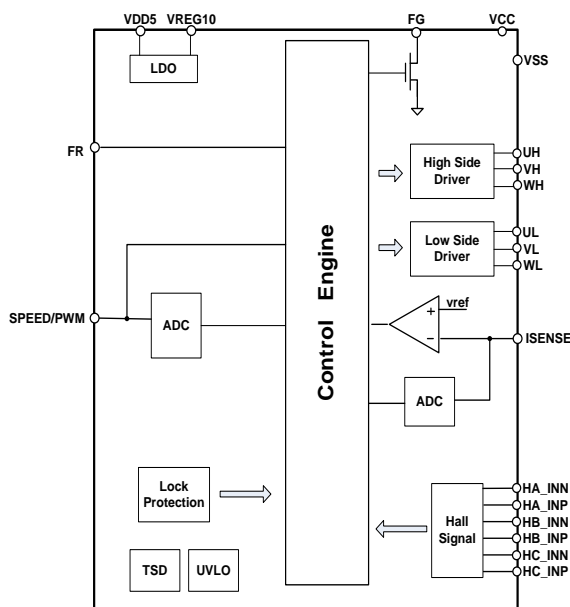 VDD5 VREG10 FG VCC
LDO
VSS
FR
High Side
Driver
UH
VH
WH
Low Side
Driver
UL
VL
WL
Control Engine
SPEED/PWM
ADC
vref
+
−
ISENSE
ADC
Lock
Protection
Hall
Signal
HA_INN
HA_INP
HB_INN
HB_INP
HC_INN
HC_INP
TSD
UVLO